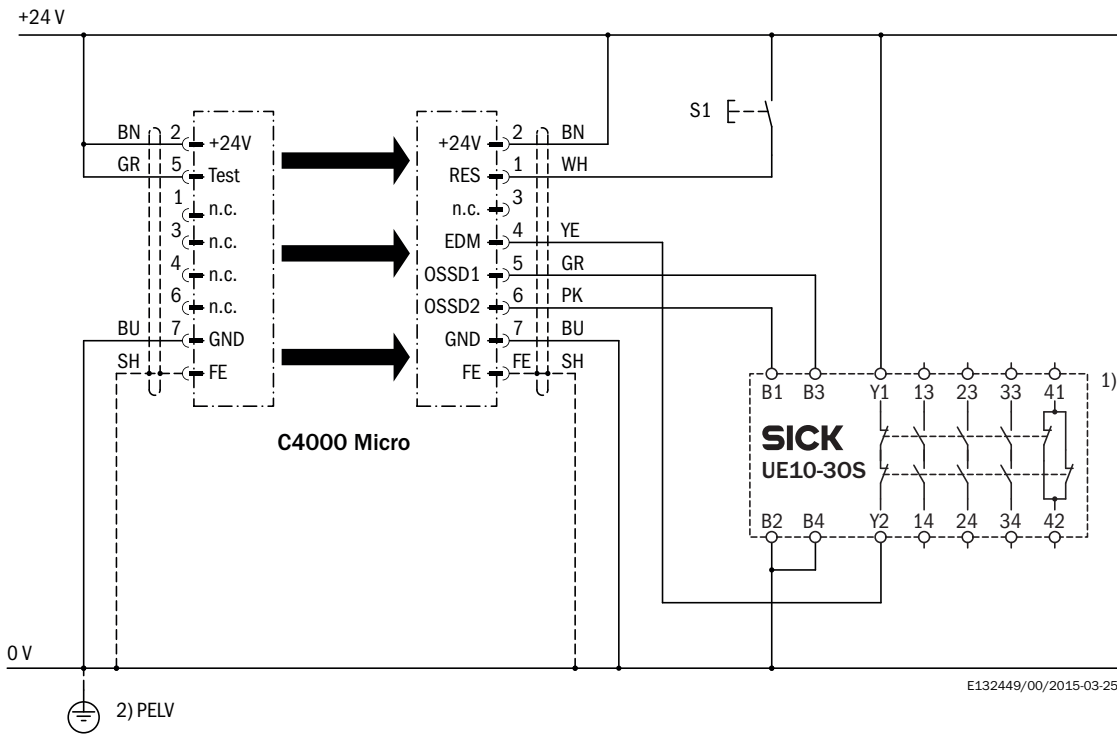 +24 V
S1
BN 2 +24V
GR 5 Test
1 n.c.
3 n.c.
4 n.c.
6 n.c.
BU 7 GND
SH FE
+24V 2 BN
RES 1 WH
n.c. 3
EDM 4 YE
OSSD1 5 GR
OSSD2 6 PK
GND 7 BU
FE FE SH
C4000 Micro
B1 B3 Y1 13 23 33 41
1)
SICK
UE10-3OS
B2 B4 Y2 14 24 34 42
0 V
E132449/00/2015-03-25
2) PELV